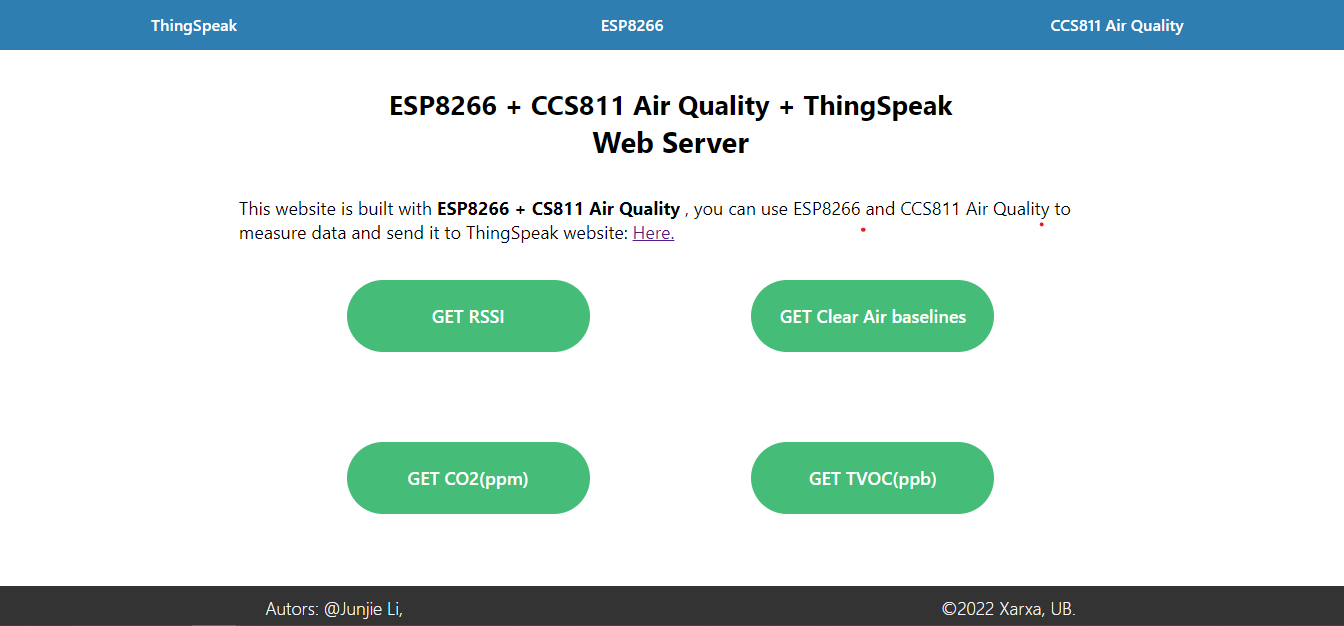 ThingSpeak ESP8266 CCS811 Air Quality
ESP8266 + CCS811 Air Quality + ThingSpeak
Web Server
This website is built with ESP8266 + CS811 Air Quality , you can use ESP8266 and CCS811 Air Quality to
measure data and send it to ThingSpeak website: Here.
GET RSSI GET Clear Air baselines
GET CO2(ppm) GET TVOC(ppb)
Autors: @Junjie Li, ©2022 Xarxa, UB.